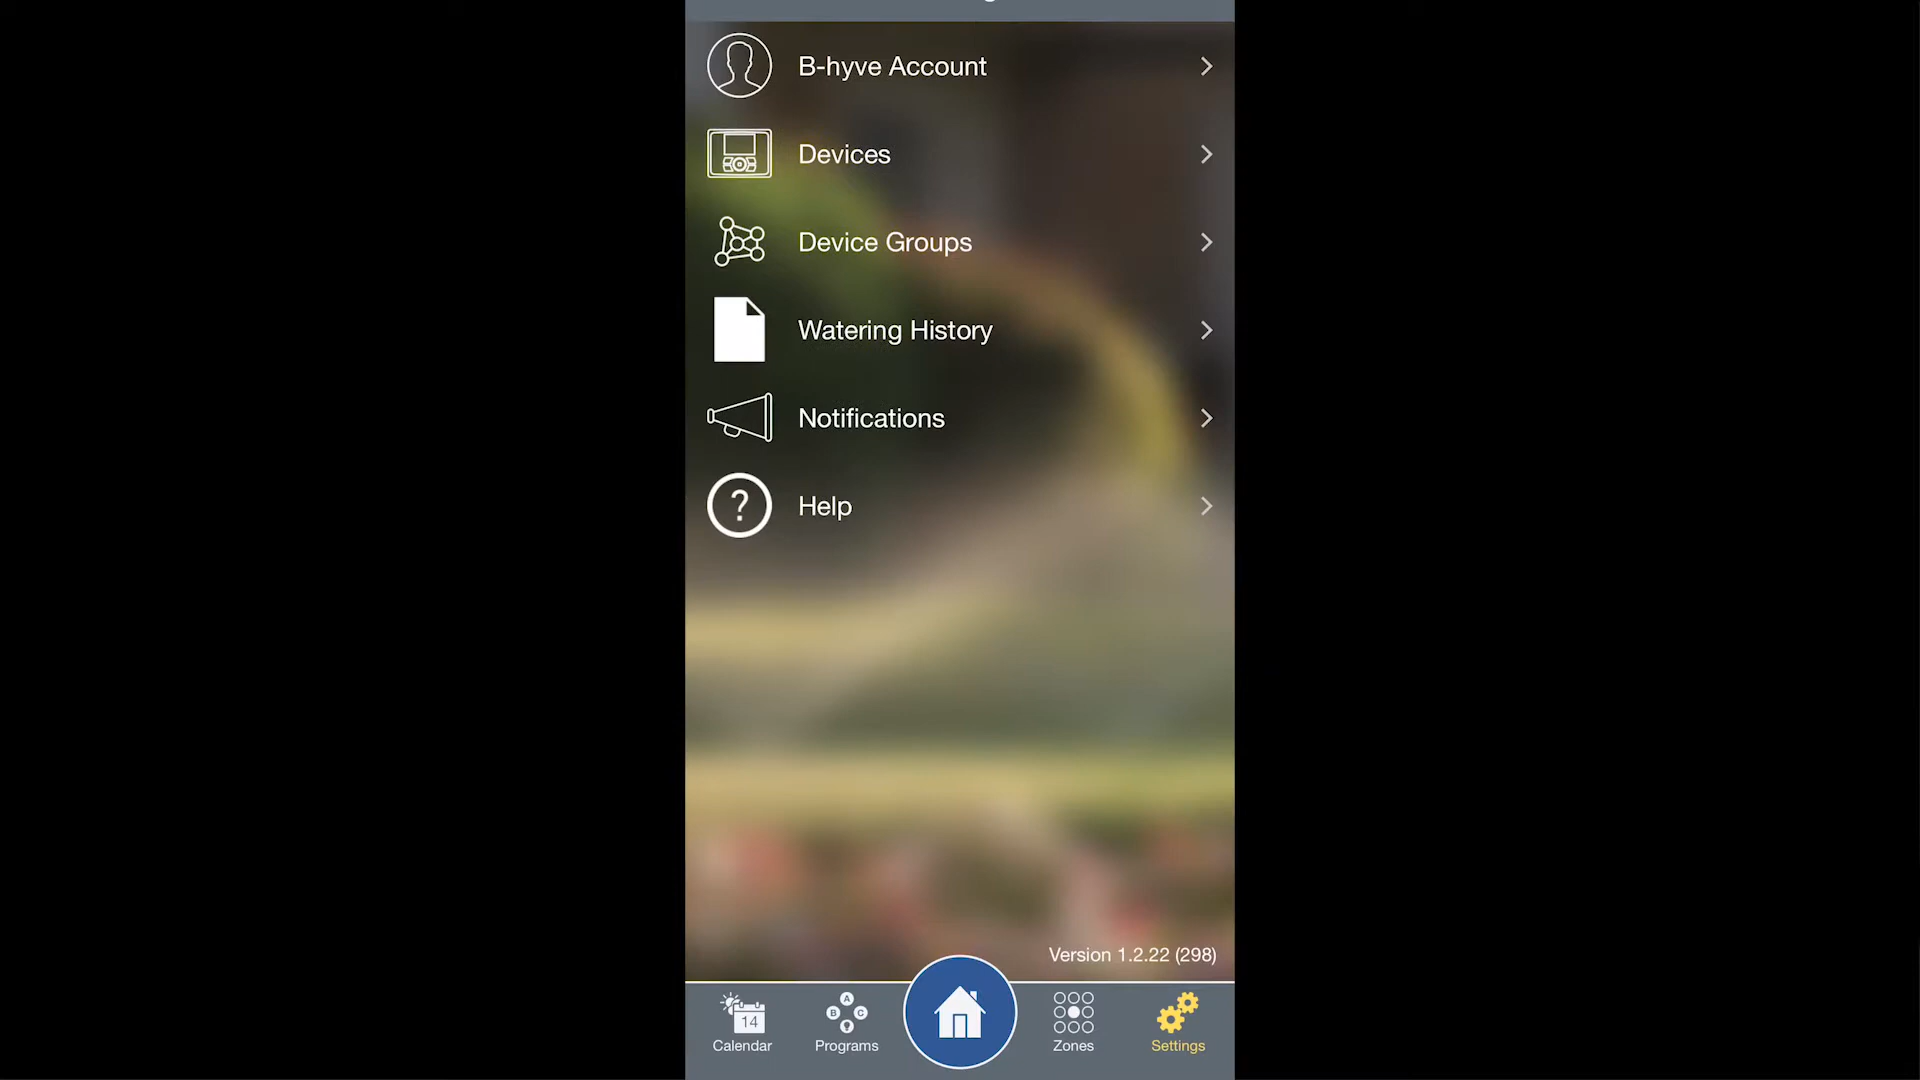 B-hyve Account
Devices
Device Groups
Watering History
Notifications
?
Help
Version 1.2.22 (298)
14
A
B C
Calendar
Programs
Zones
Settings